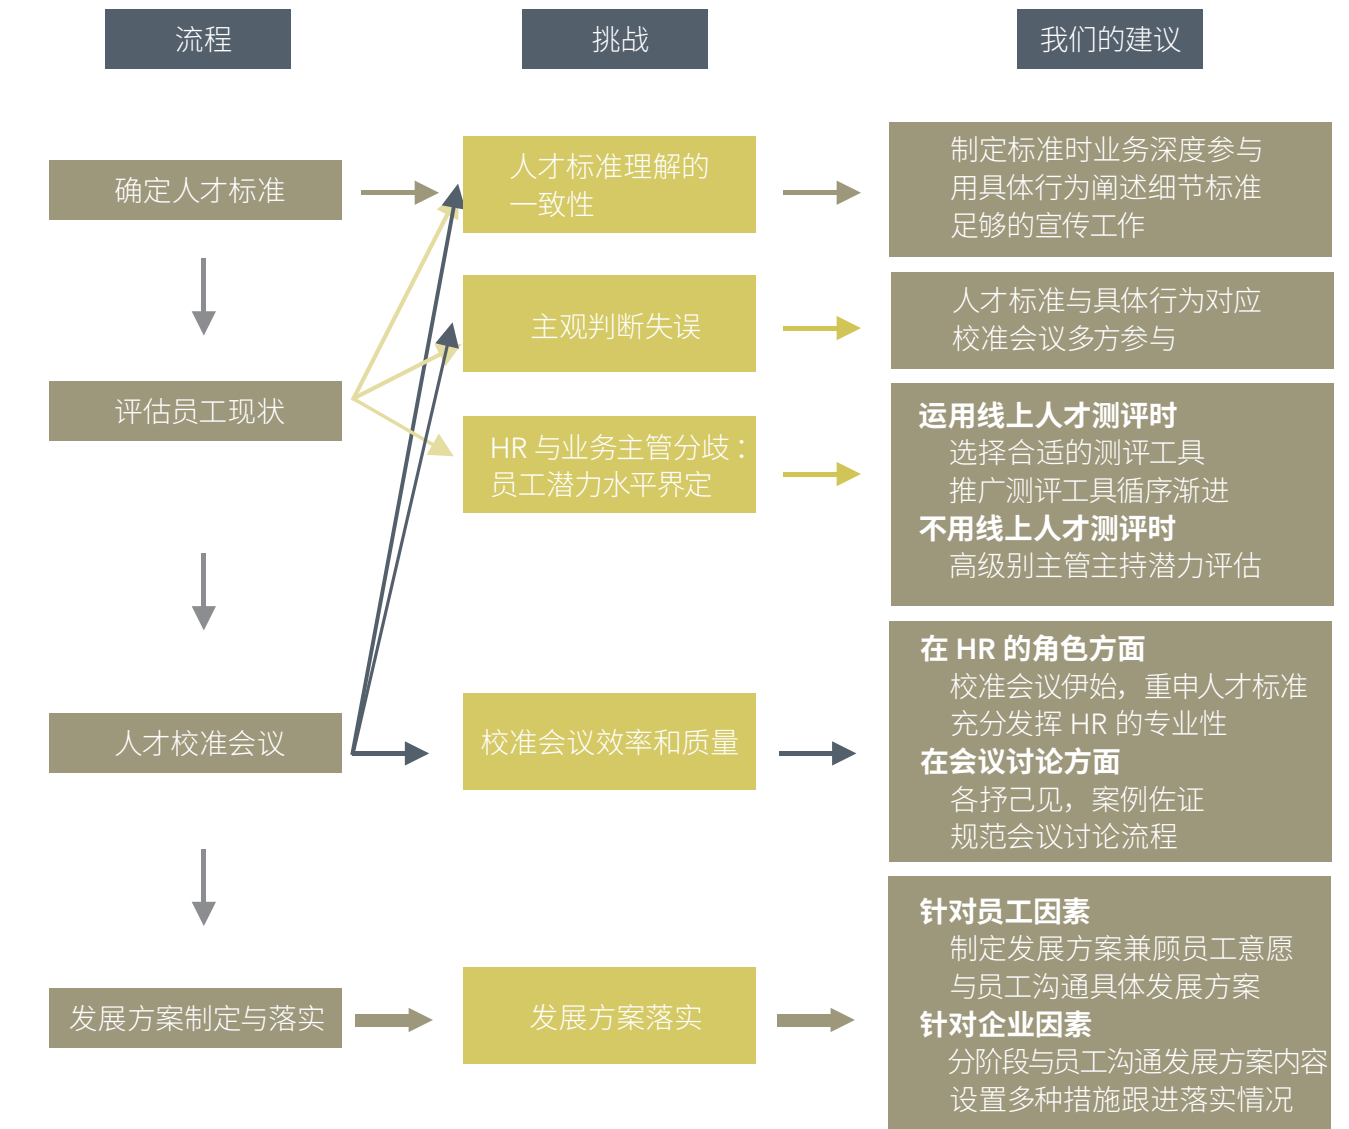 流程
挑战
我们的建议
确定人才标准
人才标准理解的
一致性
制定标准时业务深度参与
用具体行为阐述细节标准
足够的宣传工作
主观判断失误
人才标准与具体行为对应
校准会议多方参与
评估员工现状
HR 与业务主管分歧：
员工潜力水平界定
运用线上人才测评时
选择合适的测评工具
推广测评工具循序渐进
不用线上人才测评时
高级别主管主持潜力评估
人才校准会议
校准会议效率和质量
在 HR 的角色方面
校准会议伊始，重申人才标准
充分发挥 HR 的专业性
在会议讨论方面
各抒己见，案例佐证
规范会议讨论流程
发展方案制定与落实
发展方案落实
针对员工因素
制定发展方案兼顾员工意愿
与员工沟通具体发展方案
针对企业因素
分阶段与员工沟通发展方案内容
设置多种措施跟进落实情况